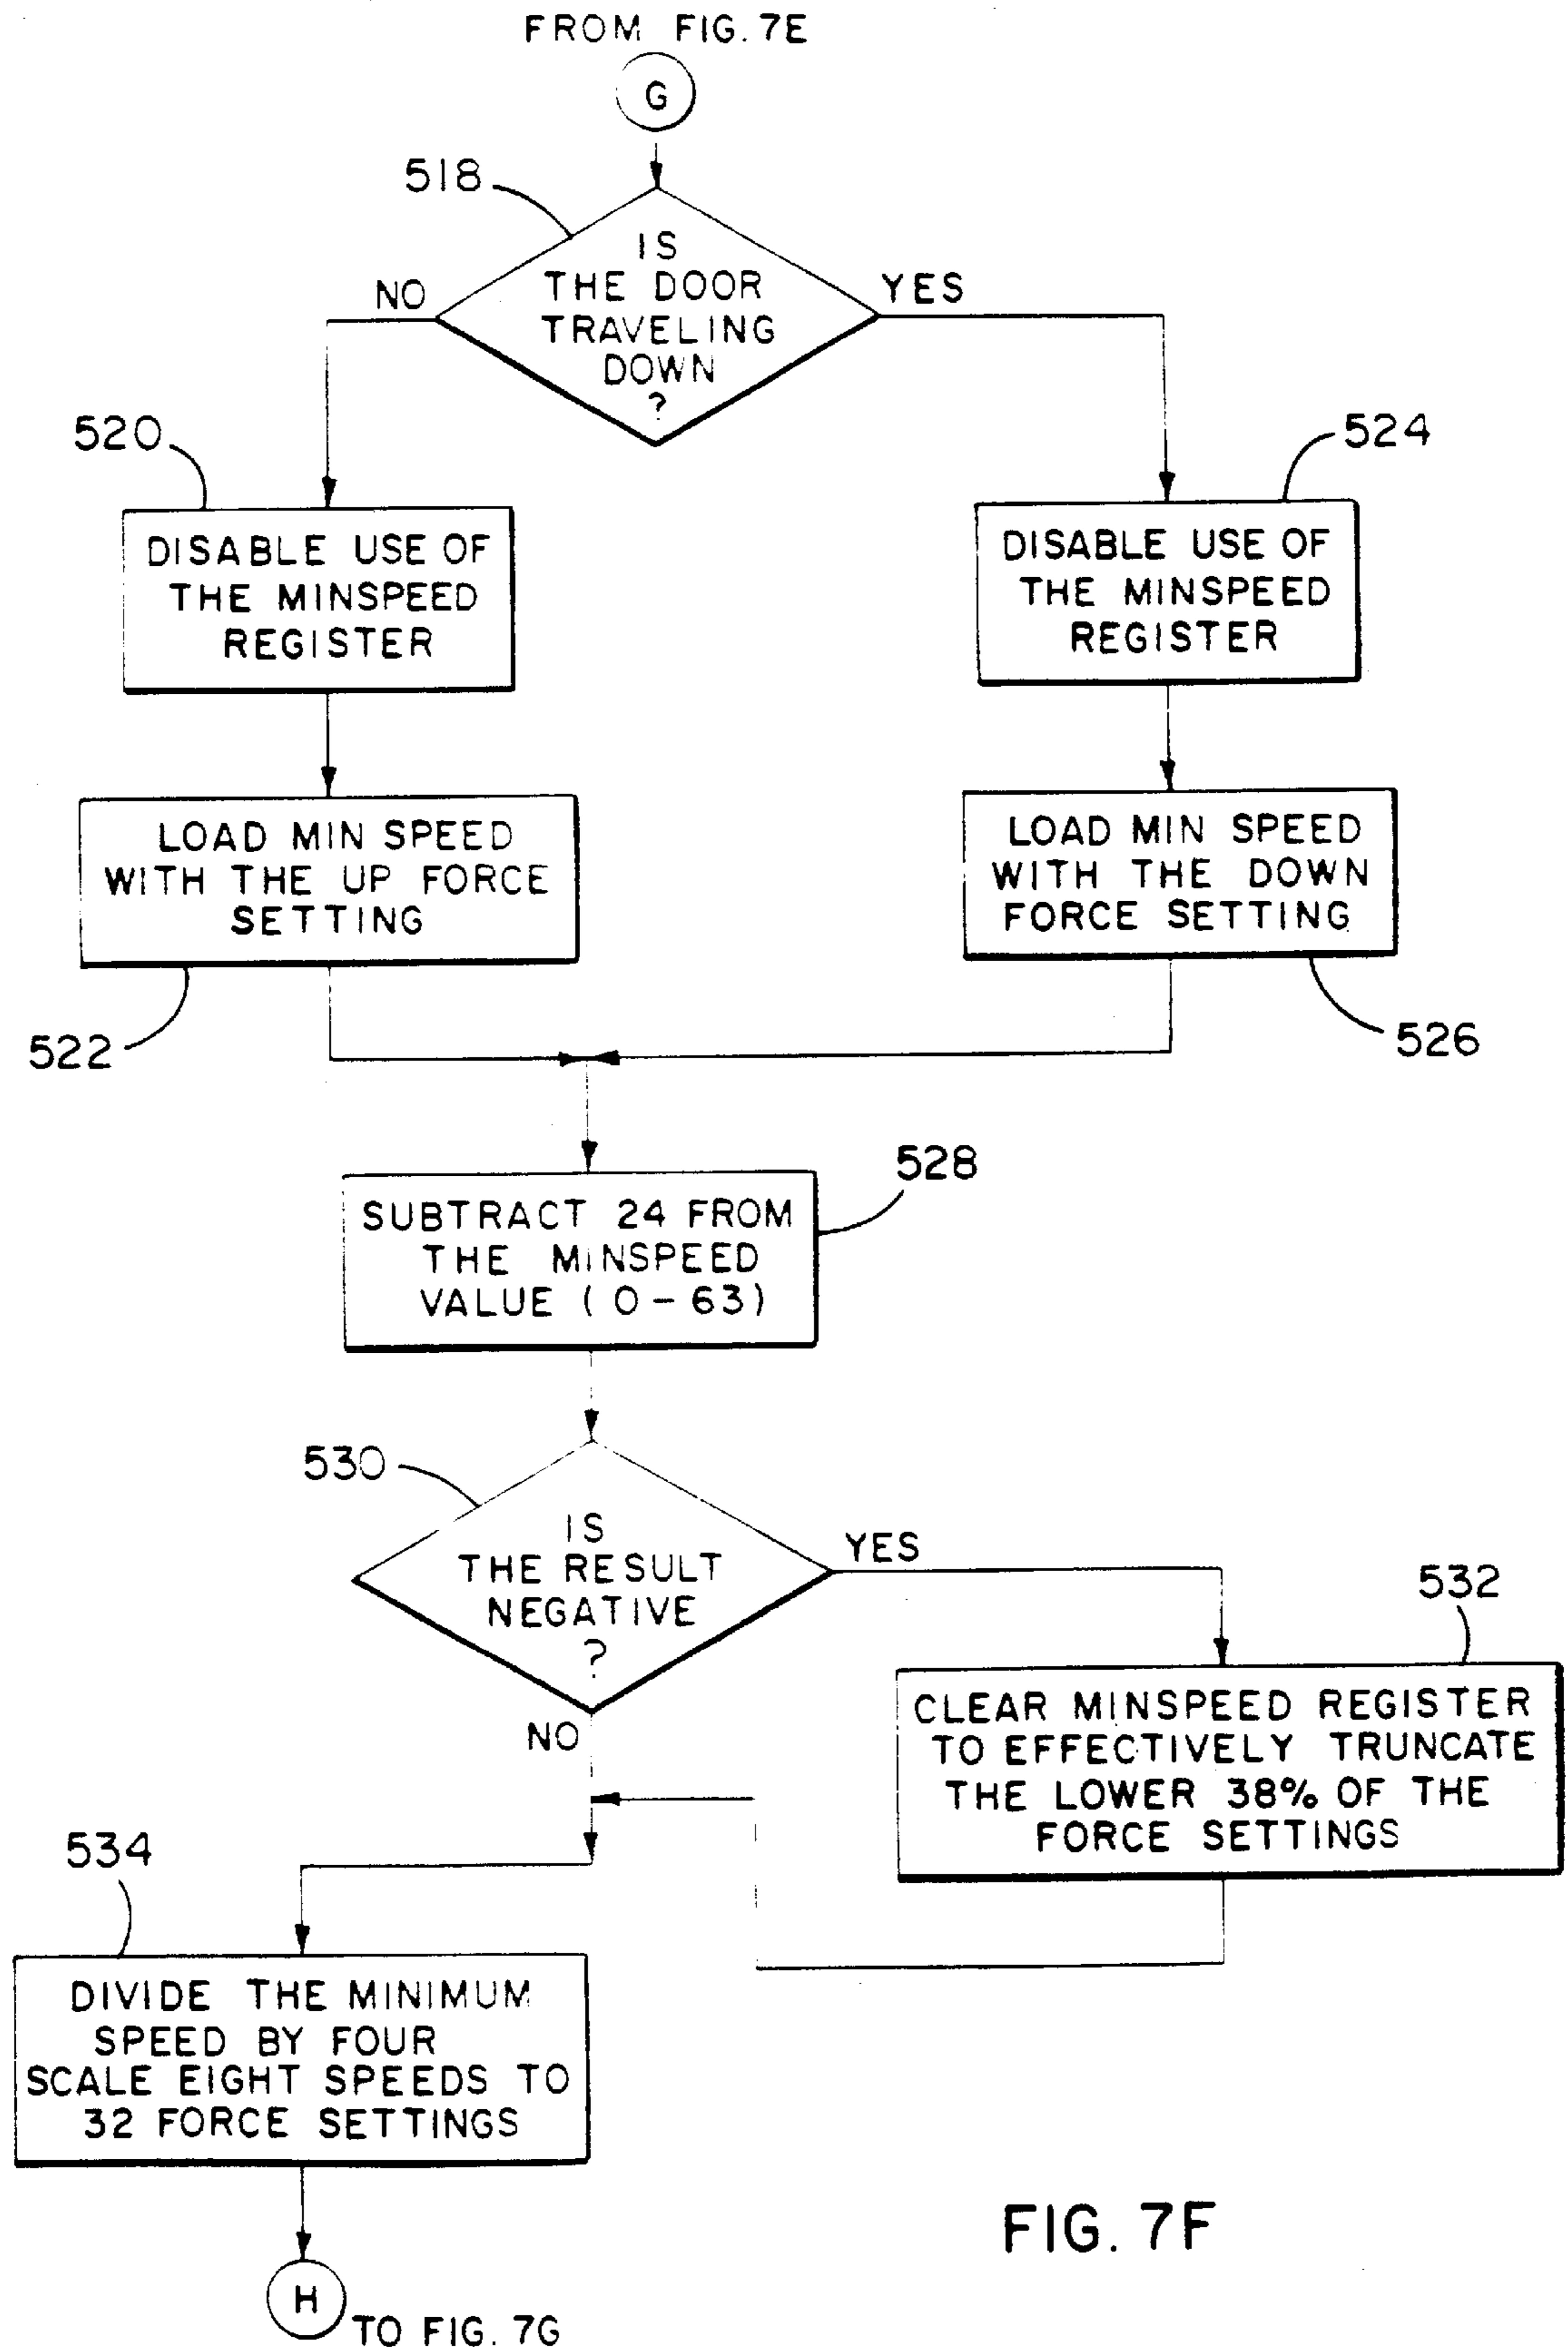 FROM FIG. 7E
G
518
IS
THE DOOR
TRAVELING
DOWN
?
NO
YES
520
DISABLE USE OF
THE MINSPEED
REGISTER
524
DISABLE USE OF
THE MINSPEED
REGISTER
LOAD MIN SPEED
WITH THE UP FORCE
SETTING
522
LOAD MIN SPEED
WITH THE DOWN
FORCE SETTING
526
528
SUBTRACT 24 FROM
THE MINSPEED
VALUE (0-63)
530
IS
THE RESULT
NEGATIVE
?
YES
NO
532
CLEAR MINSPEED REGISTER
TO EFFECTIVELY TRUNCATE
THE LOWER 38% OF THE
FORCE SETTINGS
534
DIVIDE THE MINIMUM
SPEED BY FOUR
SCALE EIGHT SPEEDS TO
32 FORCE SETTINGS
H
TO FIG. 7G
FIG. 7F